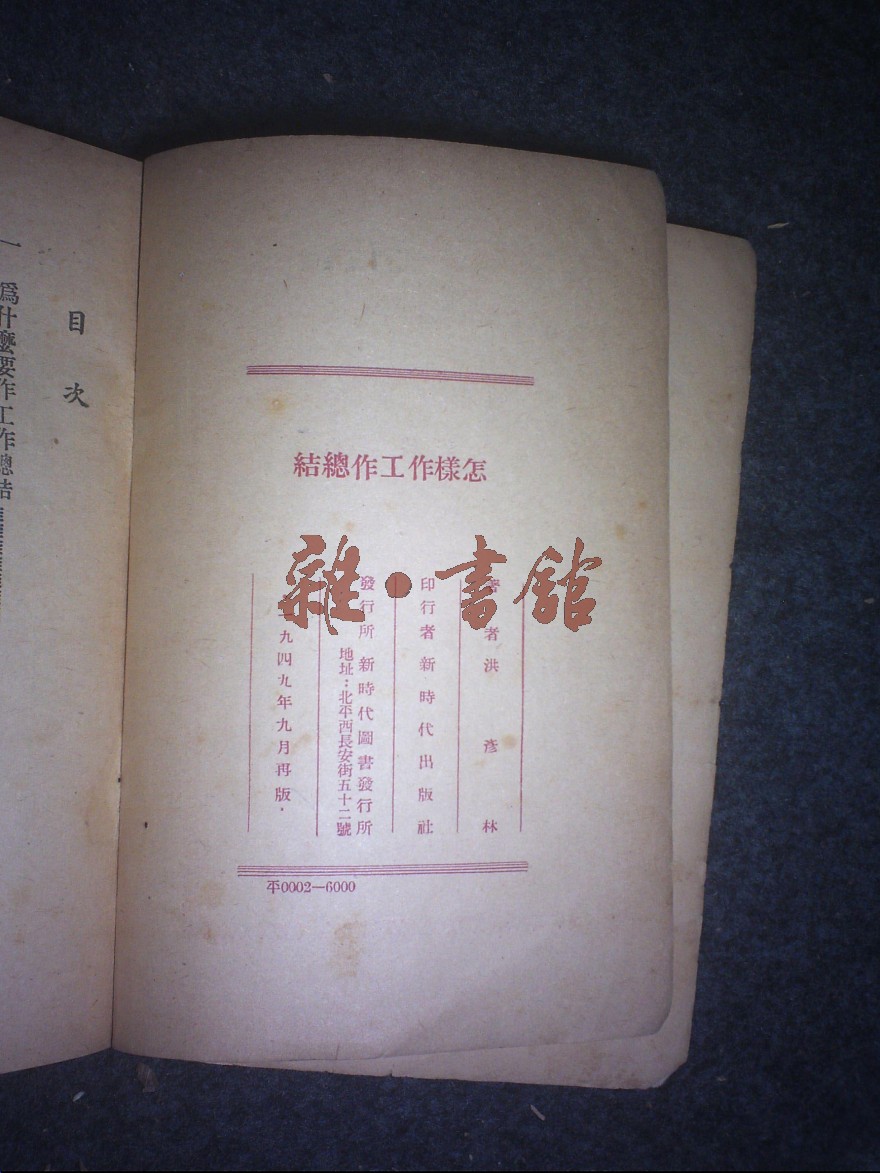 怎樣作工作總結
著者洪彥林
印行者新時代出版社
發行所新時代圖書發行所
地址：北平西長安街五十二號
一九四九年九月再版.
平0002—6000
雜·書館
目次
一 爲什麼要作工作總結